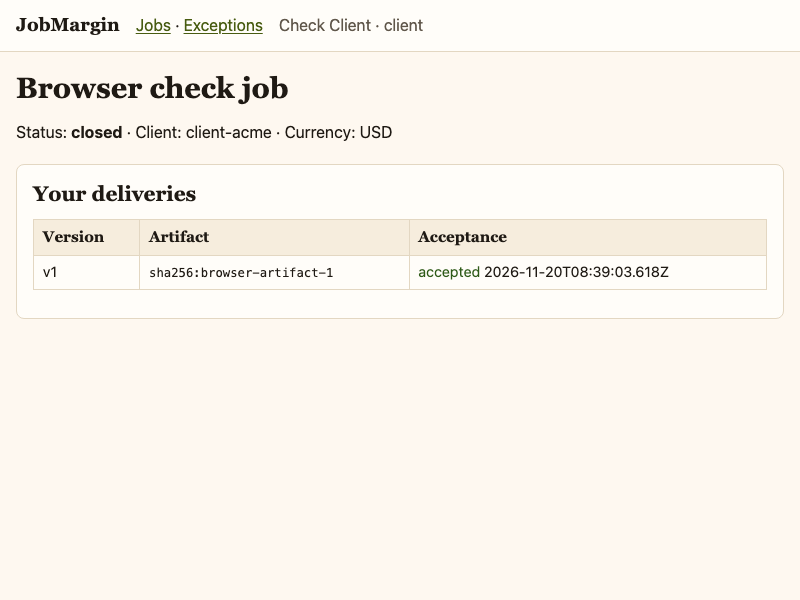 JobMargin Jobs · Exceptions Check Client · client
Browser check job
Status: closed · Client: client-acme · Currency: USD
Your deliveries
Version Artifact Acceptance
v1 sha256:browser-artifact-1 accepted 2026-11-20T08:39:03.618Z